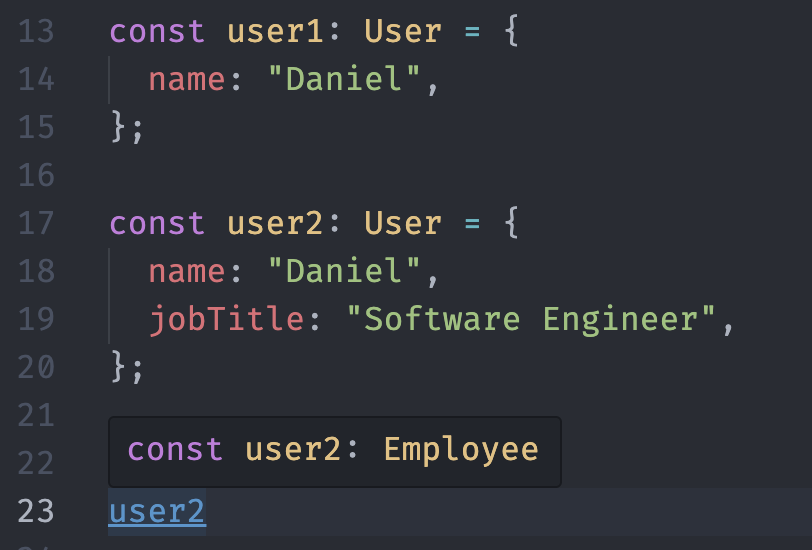 13 const user1: User = {
14 name: "Daniel",
15 };
16
17 const user2: User = {
18 name: "Daniel",
19 jobTitle: "Software Engineer",
20 };
21
const user2: Employee
22
23 user2